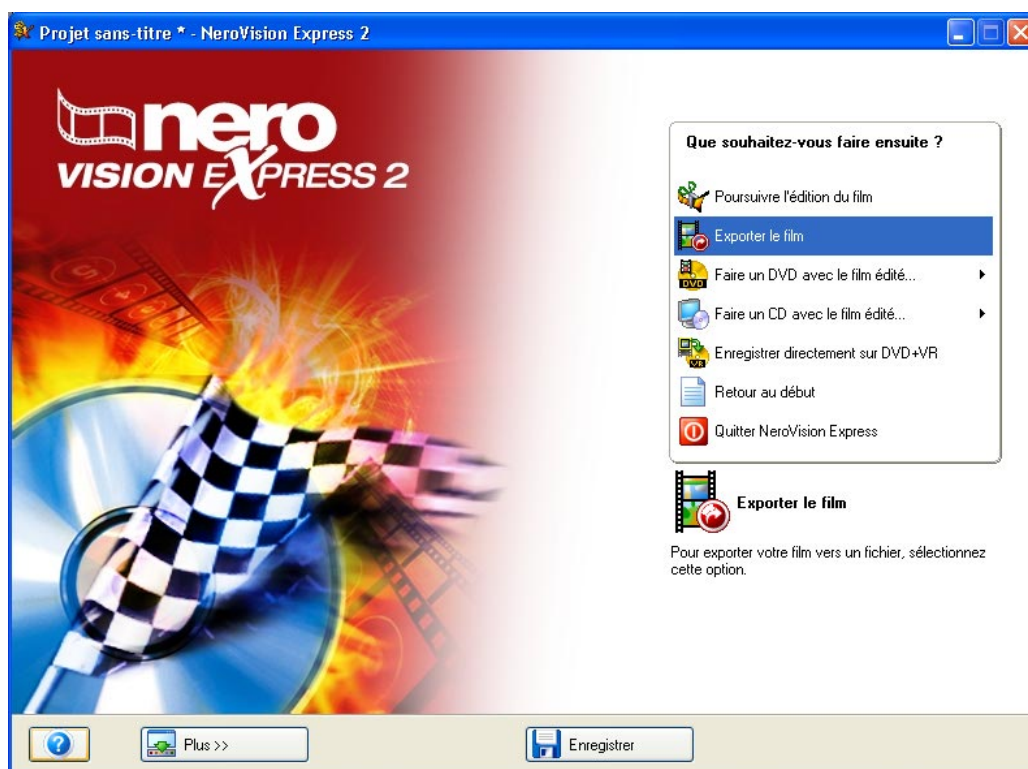 Projet sans-titre * - NeroVision Express 2
nero
VISION EXPRESS 2
Que souhaitez-vous faire ensuite ?
Poursuivre l'édition du film
Exporter le film
Faire un DVD avec le film édité...
Faire un CD avec le film édité...
Enregistrer directement sur DVD+VR
Retour au début
Quitter NeroVision Express
Exporter le film
Pour exporter votre film vers un fichier, sélectionnez
cette option.
Plus >>
Enregistrer